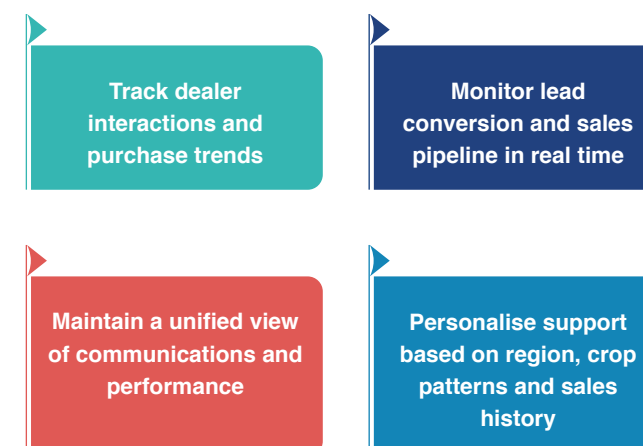 Track dealer
interactions and
purchase trends
Monitor lead
conversion and sales
pipeline in real time
Maintain a unified view
of communications and
performance
Personalise support
based on region, crop
patterns and sales
history